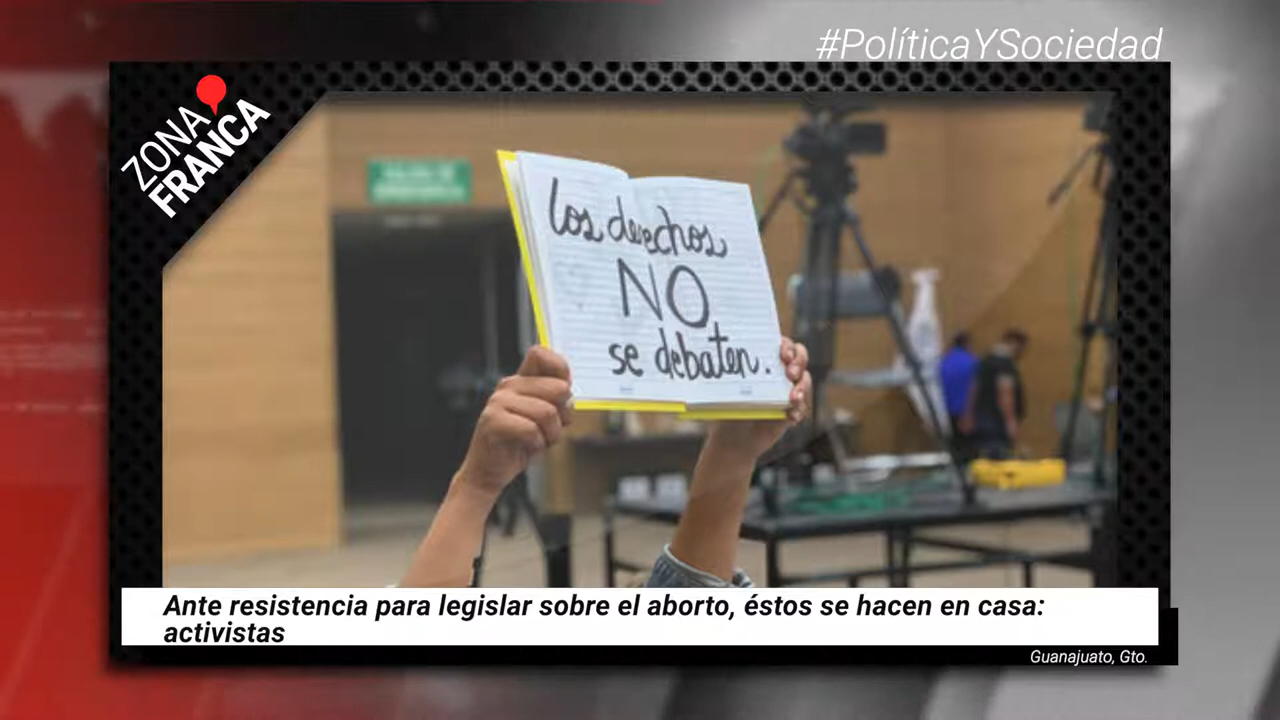 #PolíticaYSociedad
ZONA
FRANCA
los derechos
NO
se debaten.
Ante resistencia para legislar sobre el aborto, éstos se hacen en casa:
activistas
Guanajuato, Gto.